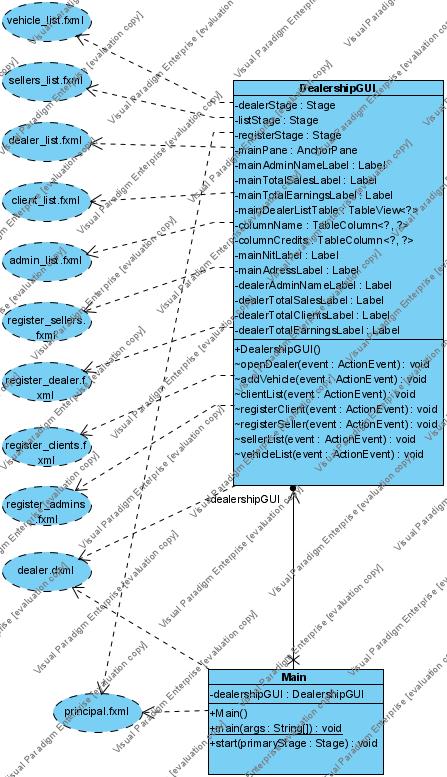 vehicle_list.fxml
sellers_list.fxml
dealer_list.fxml
client_list.fxml
admin_list.fxml
register_sellers.
fxml
register_dealer.f
xml
register_clients.f
xml
register_admins
.fxml
dealer.dxml
principal.fxml
DealershipGUI
-dealerStage : Stage
-listStage : Stage
-registerStage : Stage
-mainPane : AnchorPane
-mainAdminNameLabel : Label
-mainTotalSalesLabel : Label
-mainTotalEarningsLabel : Label
-mainDealerListTable : TableView<?>
-columnName : TableColumn<?, ?>
-columnCredits : TableColumn<?, ?>
-mainNitLabel : Label
-mainAdressLabel : Label
-dealerAdminNameLabel : Label
-dealerTotalSalesLabel : Label
-dealerTotalClientsLabel : Label
-dealerTotalEarningsLabel : Label
+DealershipGUI()
~openDealer(event : ActionEvent) : void
~addVehicle(event : ActionEvent) : void
~clientList(event : ActionEvent) : void
~registerClient(event : ActionEvent) : void
~registerSeller(event : ActionEvent) : void
~sellerList(event : ActionEvent) : void
~vehicleList(event : ActionEvent) : void
-dealershipGUI
Main
-dealershipGUI : DealershipGUI
+Main()
+main(args : String[]) : void
+start(primaryStage : Stage) : void
Visual Paradigm Enterprise [evaluation copy]